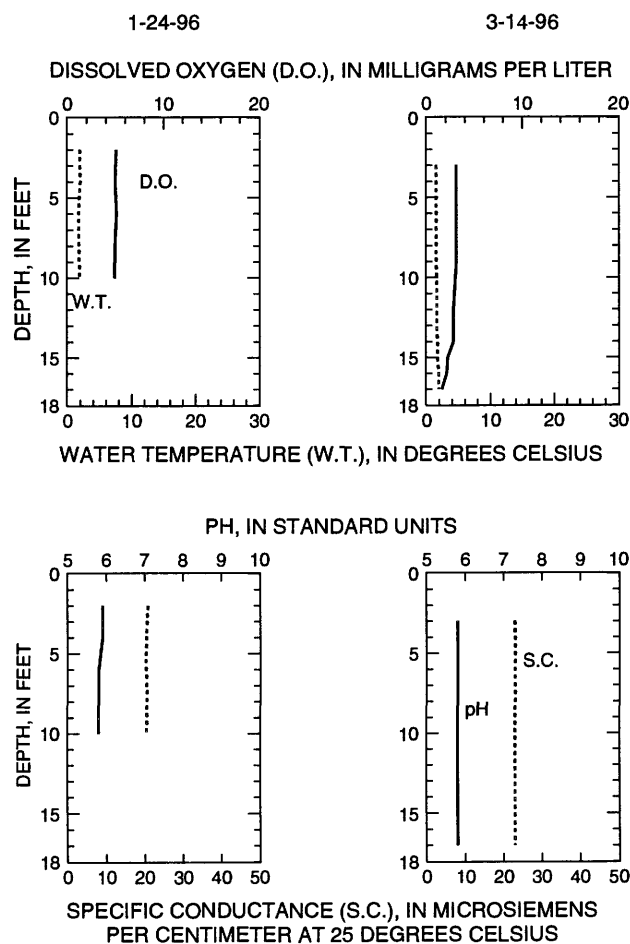 1-24-96 3-14-96
DISSOLVED OXYGEN (D.O.), IN MILLIGRAMS PER LITER
0 10 20 0 10 20
0
5
10
15
18
DEPTH, IN FEET
D.O.
W.T.
0
5
10
15
18
0 10 20 30 0 10 20 30
WATER TEMPERATURE (W.T.), IN DEGREES CELSIUS
PH, IN STANDARD UNITS
5 6 7 8 9 10 5 6 7 8 9 10
0
5
10
15
18
DEPTH, IN FEET
0
5
10
15
18
S.C.
pH
0 10 20 30 40 50 0 10 20 30 40 50
SPECIFIC CONDUCTANCE (S.C.), IN MICROSIEMENS
PER CENTIMETER AT 25 DEGREES CELSIUS